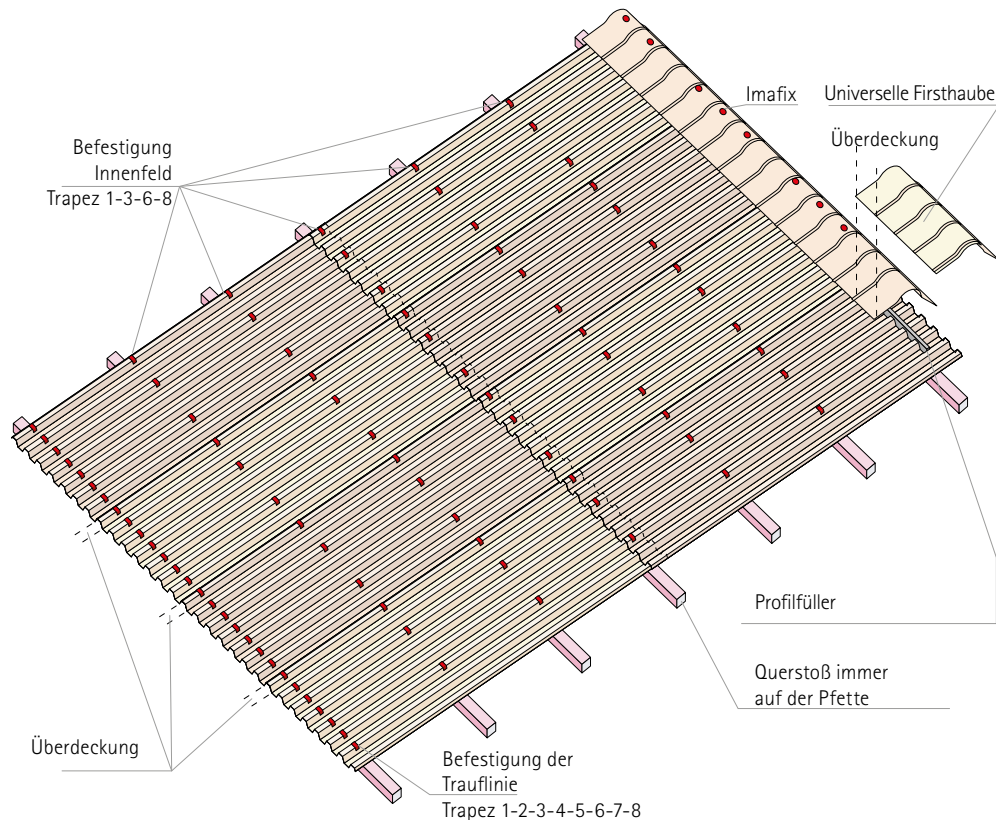 Imafix
Universelle Firsthaube
Überdeckung
Befestigung
Innenfeld
Trapez 1-3-6-8
Profilfüller
Querstoß immer
auf der Pfette
Überdeckung
Befestigung der
Trauflinie
Trapez 1-2-3-4-5-6-7-8